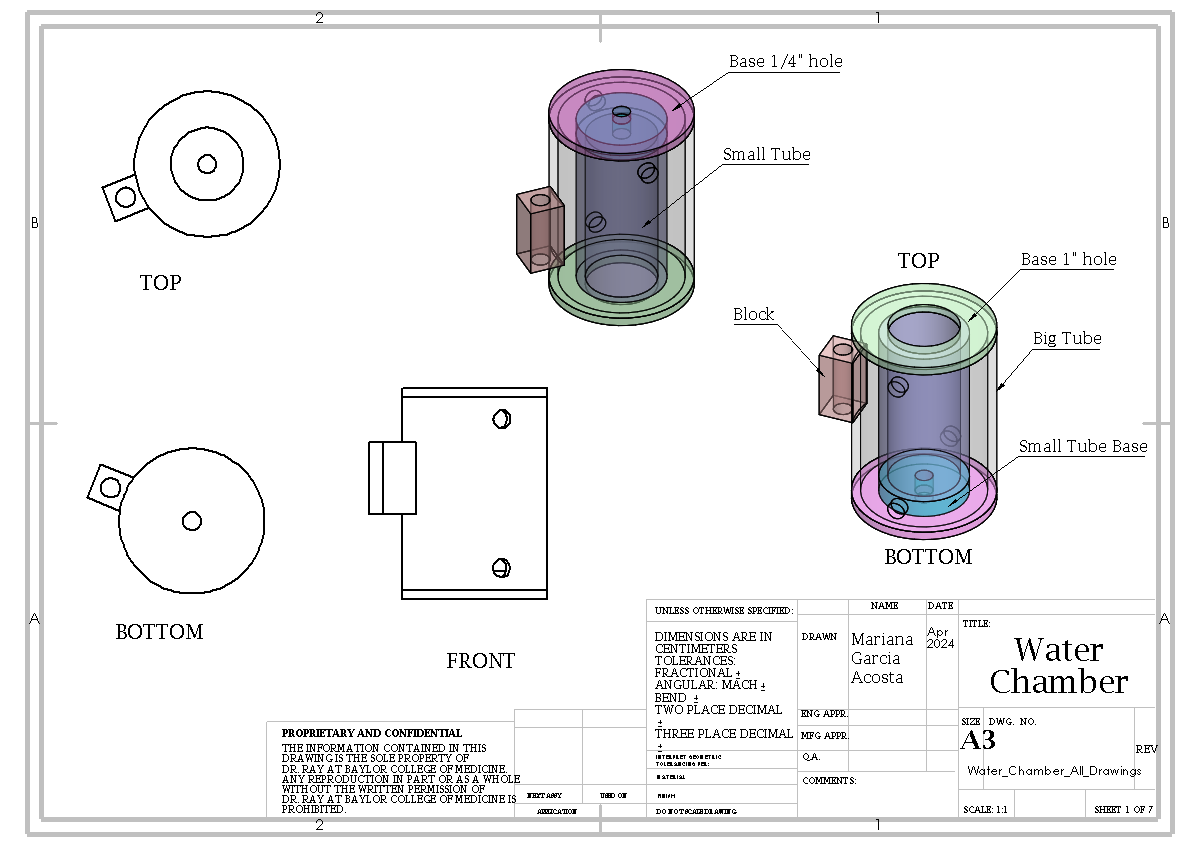 2
1
Base 1/4" hole
Small Tube
B
B
TOP
TOP
Base 1" hole
Block
Big Tube
Small Tube Base
BOTTOM
BOTTOM
FRONT
A
A
UNLESS OTHERWISE SPECIFIED:
DIMENSIONS ARE IN
CENTIMETERS
TOLERANCES:
FRACTIONAL ±
ANGULAR: MACH ±
BEND ±
TWO PLACE DECIMAL
±
THREE PLACE DECIMAL
±
INTERPRET GEOMETRIC
TOLERANCING PER:
MATERIAL
FINISH
DO NOT SCALE DRAWING
NAME
DATE
DRAWN
Mariana
Garcia
Acosta
Apr
2024
ENG APPR.
MFG APPR.
Q.A.
COMMENTS:
TITLE:
Water
Chamber
SIZE
DWG. NO.
REV
A3
Water_Chamber_All_Drawings
SCALE: 1:1
SHEET 1 OF 7
PROPRIETARY AND CONFIDENTIAL
THE INFORMATION CONTAINED IN THIS
DRAWING IS THE SOLE PROPERTY OF
DR. RAY AT BAYLOR COLLEGE OF MEDICINE.
ANY REPRODUCTION IN PART OR AS A WHOLE
WITHOUT THE WRITTEN PERMISSION OF
DR. RAY AT BAYLOR COLLEGE OF MEDICINE IS
PROHIBITED.
NEXT ASSY
USED ON
APPLICATION
2
1